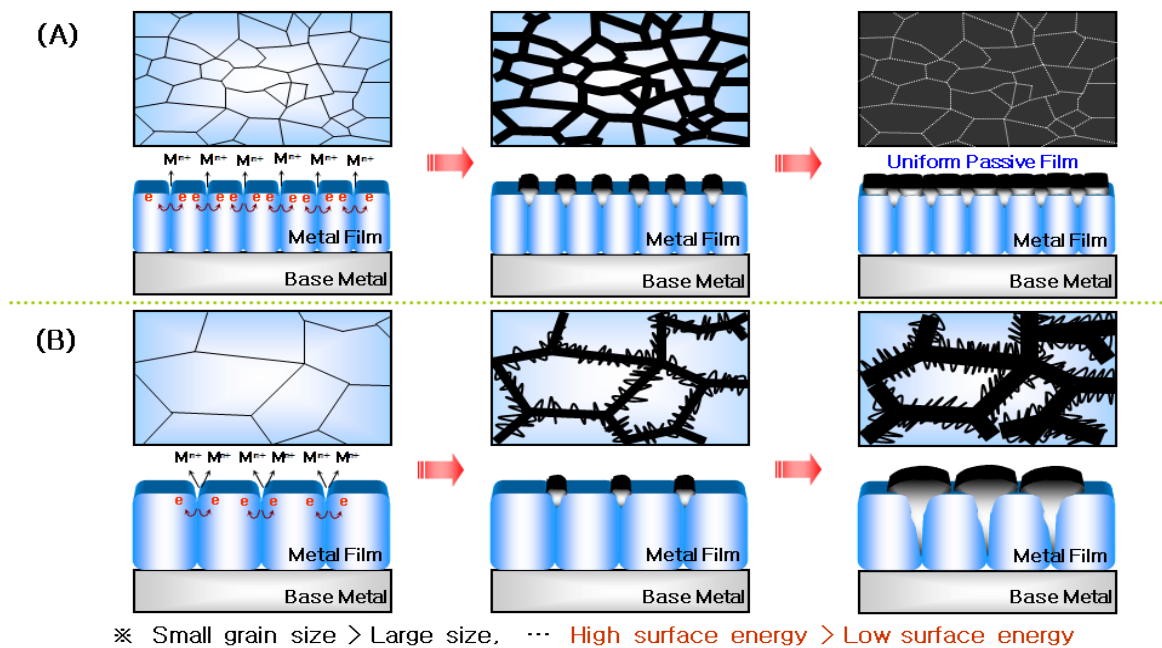 (A)
Mⁿ⁺ Mⁿ⁺ Mⁿ⁺ Mⁿ⁺ Mⁿ⁺ Mⁿ⁺
Uniform Passive Film
e e e e e e e e e e e e
Metal Film
Metal Film
Metal Film
Base Metal
Base Metal
Base Metal
(B)
Mⁿ⁺ Mⁿ⁺ Mⁿ⁺ Mⁿ⁺ Mⁿ⁺ Mⁿ⁺
e e e e e e
Metal Film
Metal Film
Metal Film
Base Metal
Base Metal
Base Metal
※ Small grain size > Large size, ··· High surface energy > Low surface energy